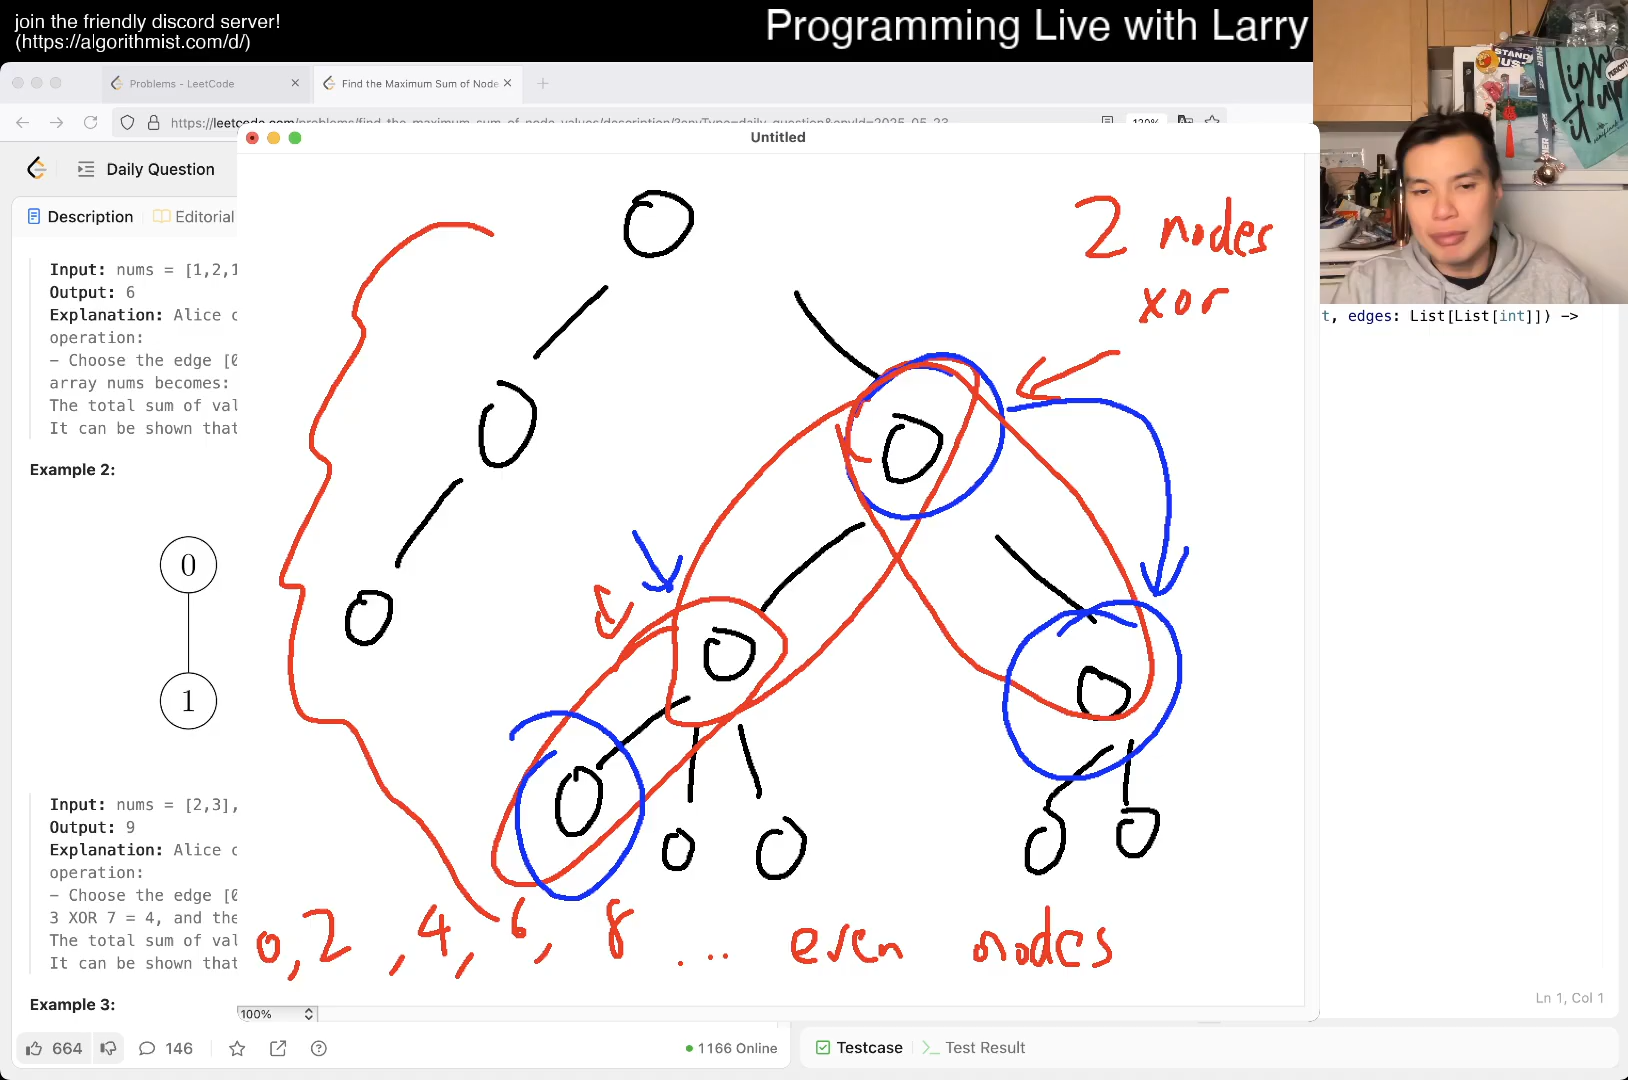 join the friendly discord server!
(https://algorithmist.com/d/)
Programming Live with Larry
Problems - LeetCode
Find the Maximum Sum of Node
Untitled
Daily Question
Description
Editorial
Input: nums = [1,2,1
Output: 6
Explanation: Alice c
operation:
- Choose the edge [0
array nums becomes:
The total sum of val
It can be shown that
Example 2:
0
1
Input: nums = [2,3],
Output: 9
Explanation: Alice c
operation:
- Choose the edge [0
3 XOR 7 = 4, and the
The total sum of val
It can be shown that
Example 3:
2 nodes
xor
0, 2, 4, 6, 8 ... even nodes
100%
t, edges: List[List[int]]) ->
Ln 1, Col 1
664
146
1166 Online
Testcase
Test Result
STAND
light
it
up